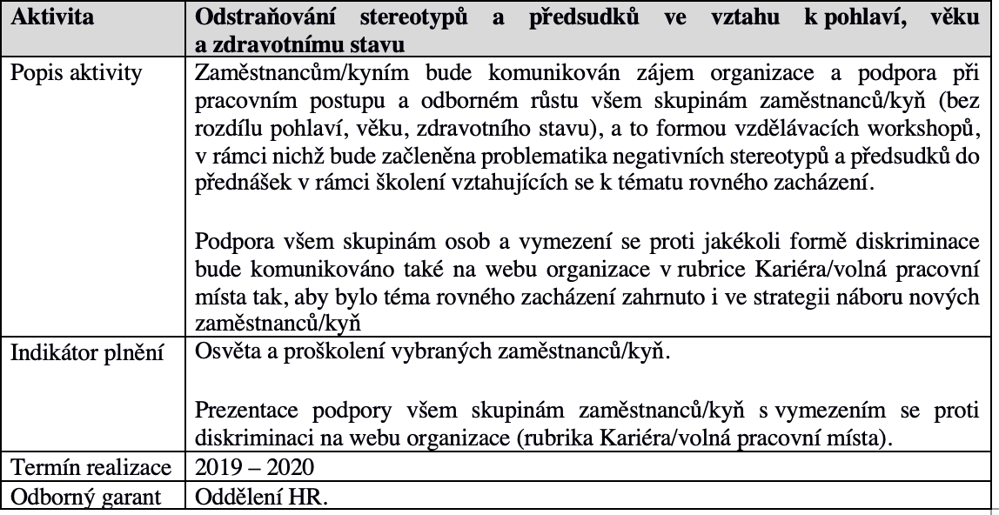 Aktivita
Odstraňování stereotypů a předsudků ve vztahu k pohlaví, věku
a zdravotnímu stavu
Popis aktivity
Zaměstnancům/kyním bude komunikován zájem organizace a podpora při
pracovním postupu a odborném růstu všem skupinám zaměstnanců/kyň (bez
rozdílu pohlaví, věku, zdravotního stavu), a to formou vzdělávacích workshopů,
v rámci nichž bude začleněna problematika negativních stereotypů a předsudků do
přednášek v rámci školení vztahujících se k tématu rovného zacházení.
Podpora všem skupinám osob a vymezení se proti jakékoli formě diskriminace
bude komunikováno také na webu organizace v rubrice Kariéra/volná pracovní
místa tak, aby bylo téma rovného zacházení zahrnuto i ve strategii náboru nových
zaměstnanců/kyň
Indikátor plnění
Osvěta a proškolení vybraných zaměstnanců/kyň.
Prezentace podpory všem skupinám zaměstnanců/kyň s vymezením se proti
diskriminaci na webu organizace (rubrika Kariéra/volná pracovní místa).
Termín realizace
2019 – 2020
Odborný garant
Oddělení HR.